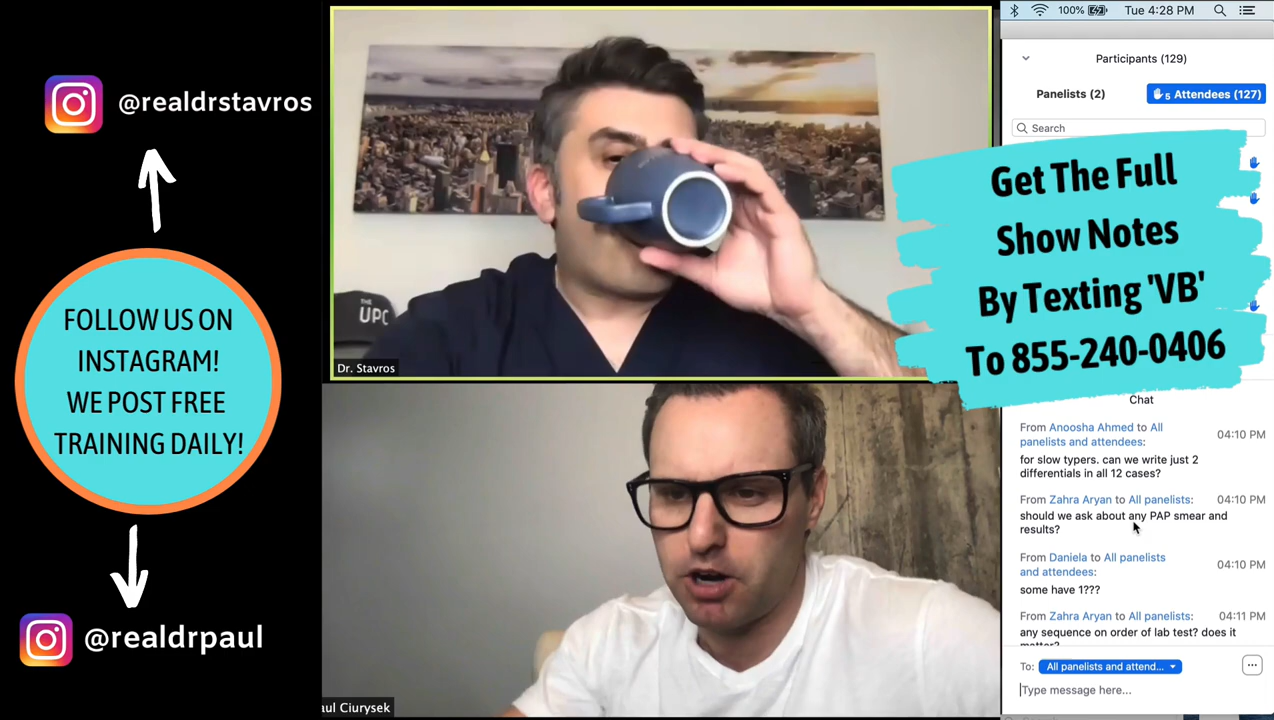 @realdrstavros
FOLLOW US ON
INSTAGRAM!
WE POST FREE
TRAINING DAILY!
@realdrpaul
THE
UPC
Dr. Stavros
aul Ciurysek
100%
Tue 4:28 PM
Participants (129)
Panelists (2)
5 Attendees (127)
Search
Get The Full
Show Notes
By Texting 'VB'
To 855-240-0406
Chat
From Anoosha Ahmed to All
panelists and attendees:
04:10 PM
for slow typers. can we write just 2
differentials in all 12 cases?
From Zahra Aryan to All panelists:
04:10 PM
should we ask about any PAP smear and
results?
From Daniela to All panelists
and attendees:
04:10 PM
some have 1???
From Zahra Aryan to All panelists:
04:11 PM
any sequence on order of lab test? does it
matter?
To: All panelists and attend...
Type message here...